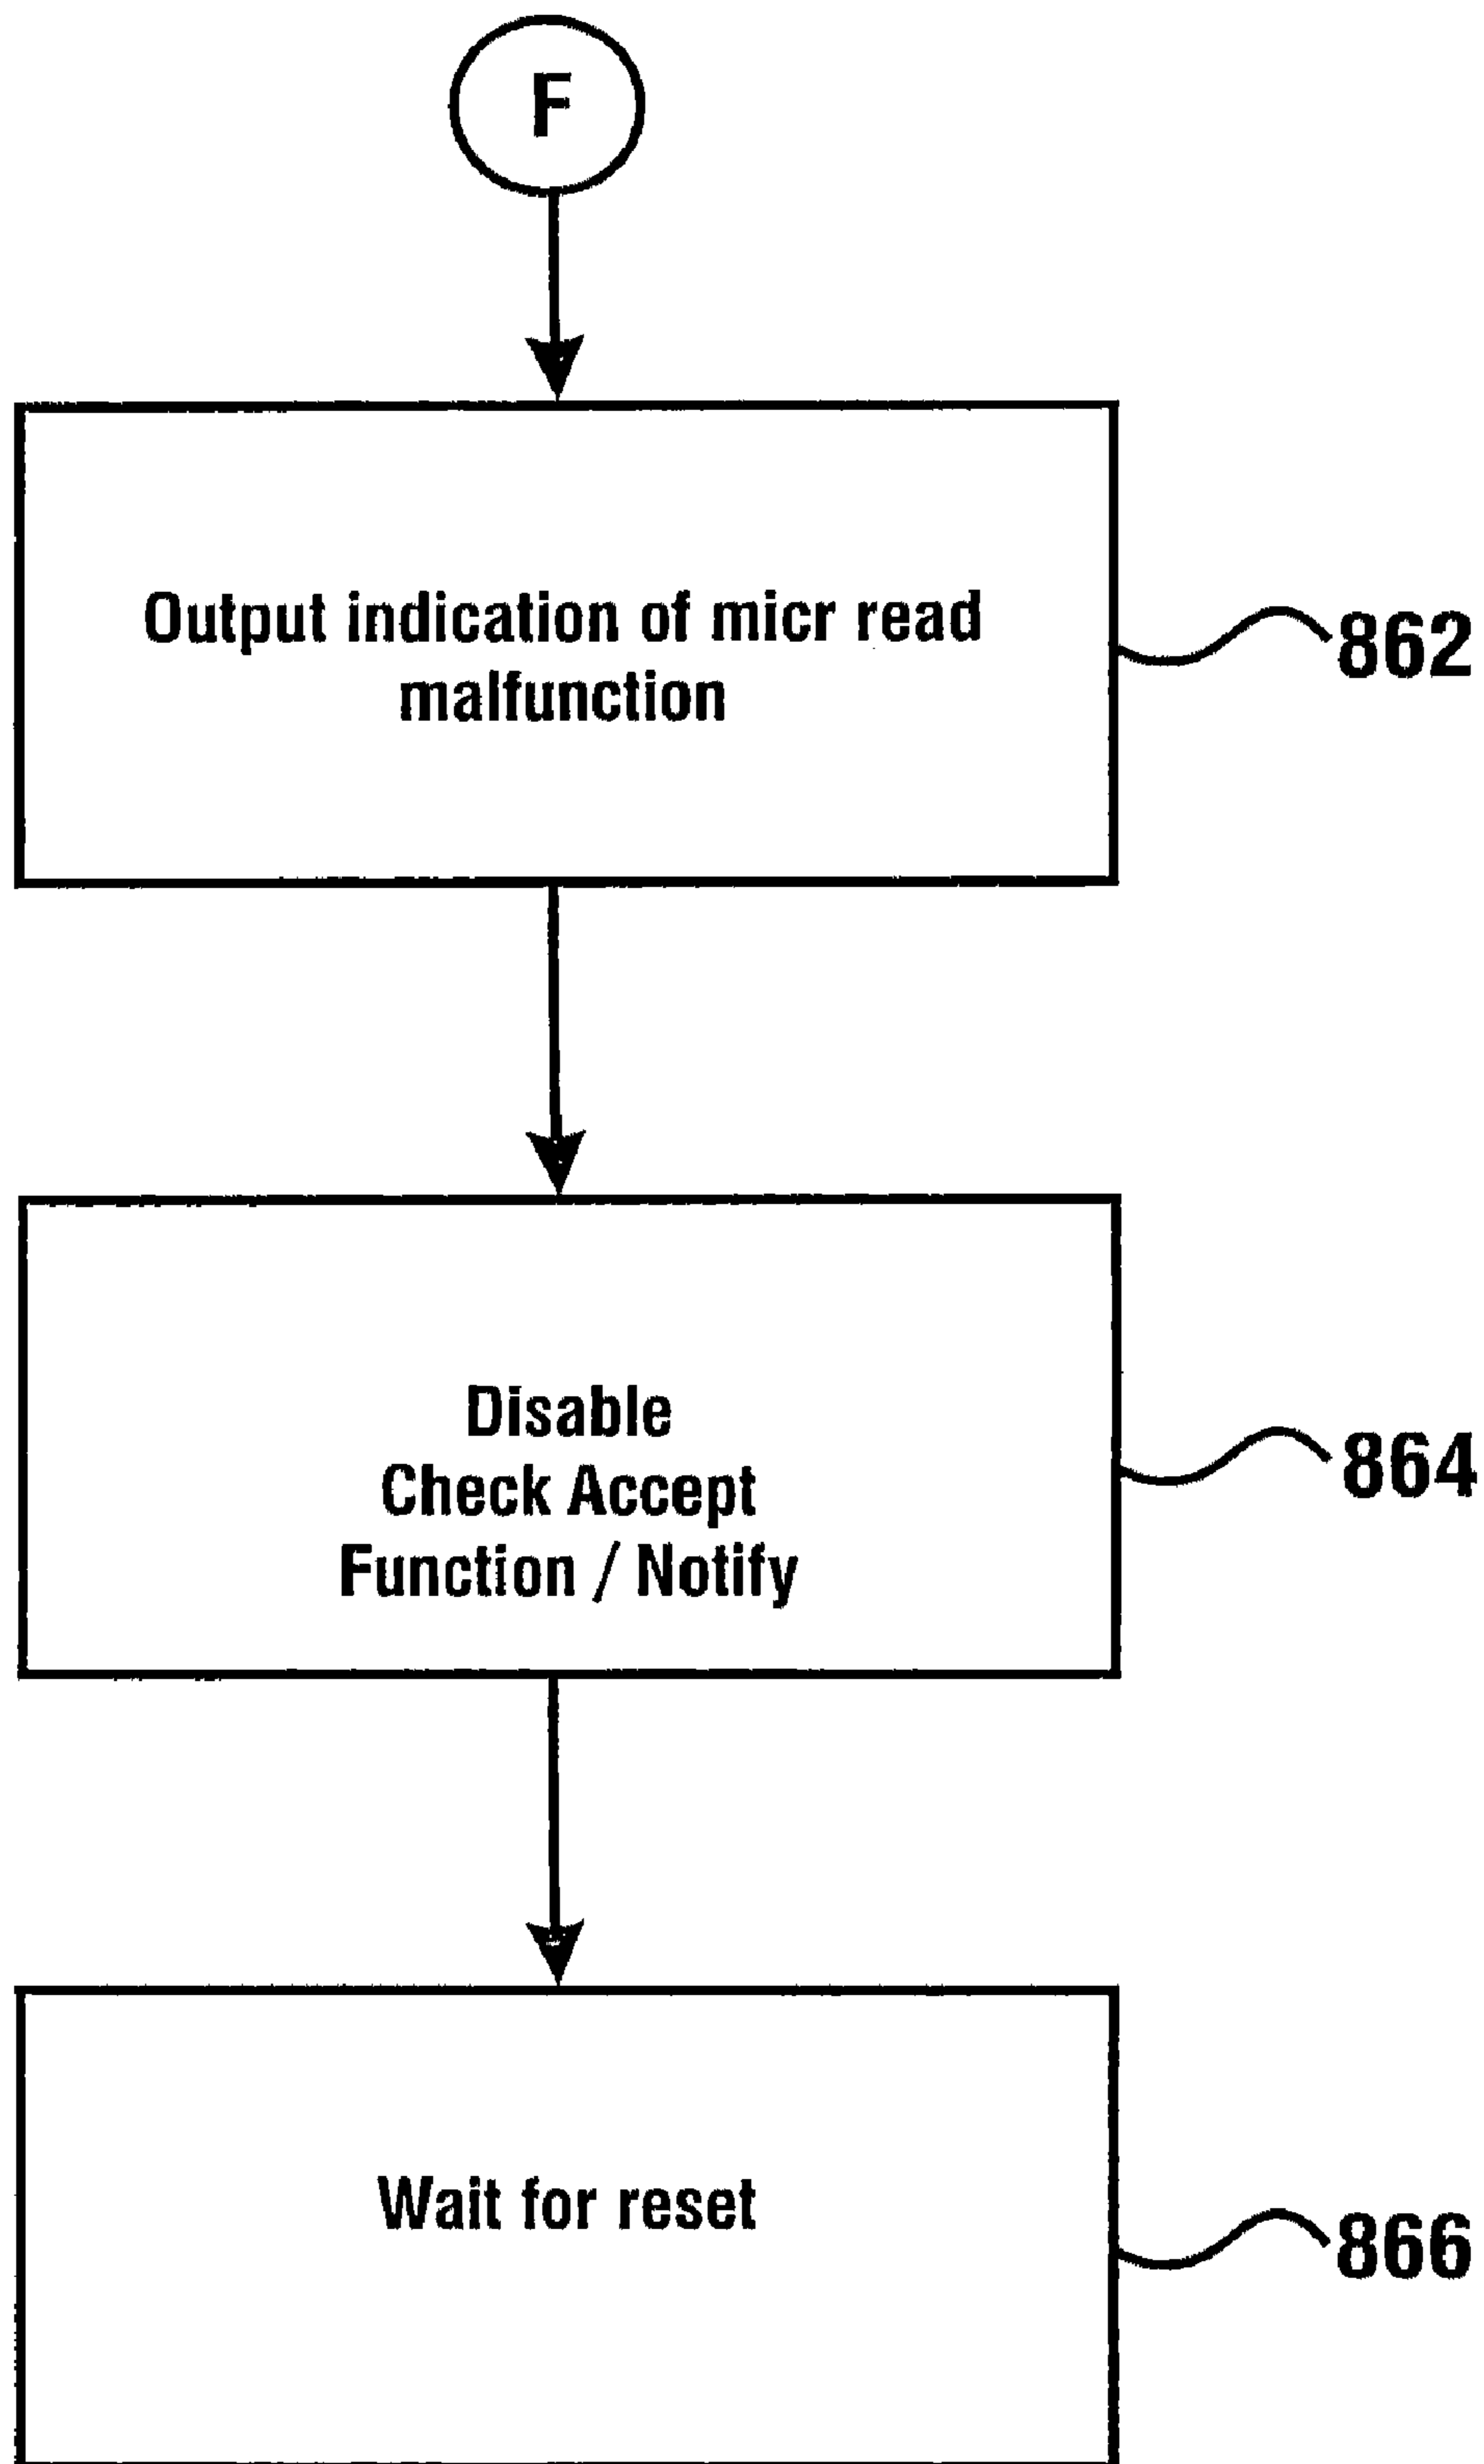 F
Output indication of micr read
malfunction
862
Disable
Check Accept
Function / Notify
864
Wait for reset
866